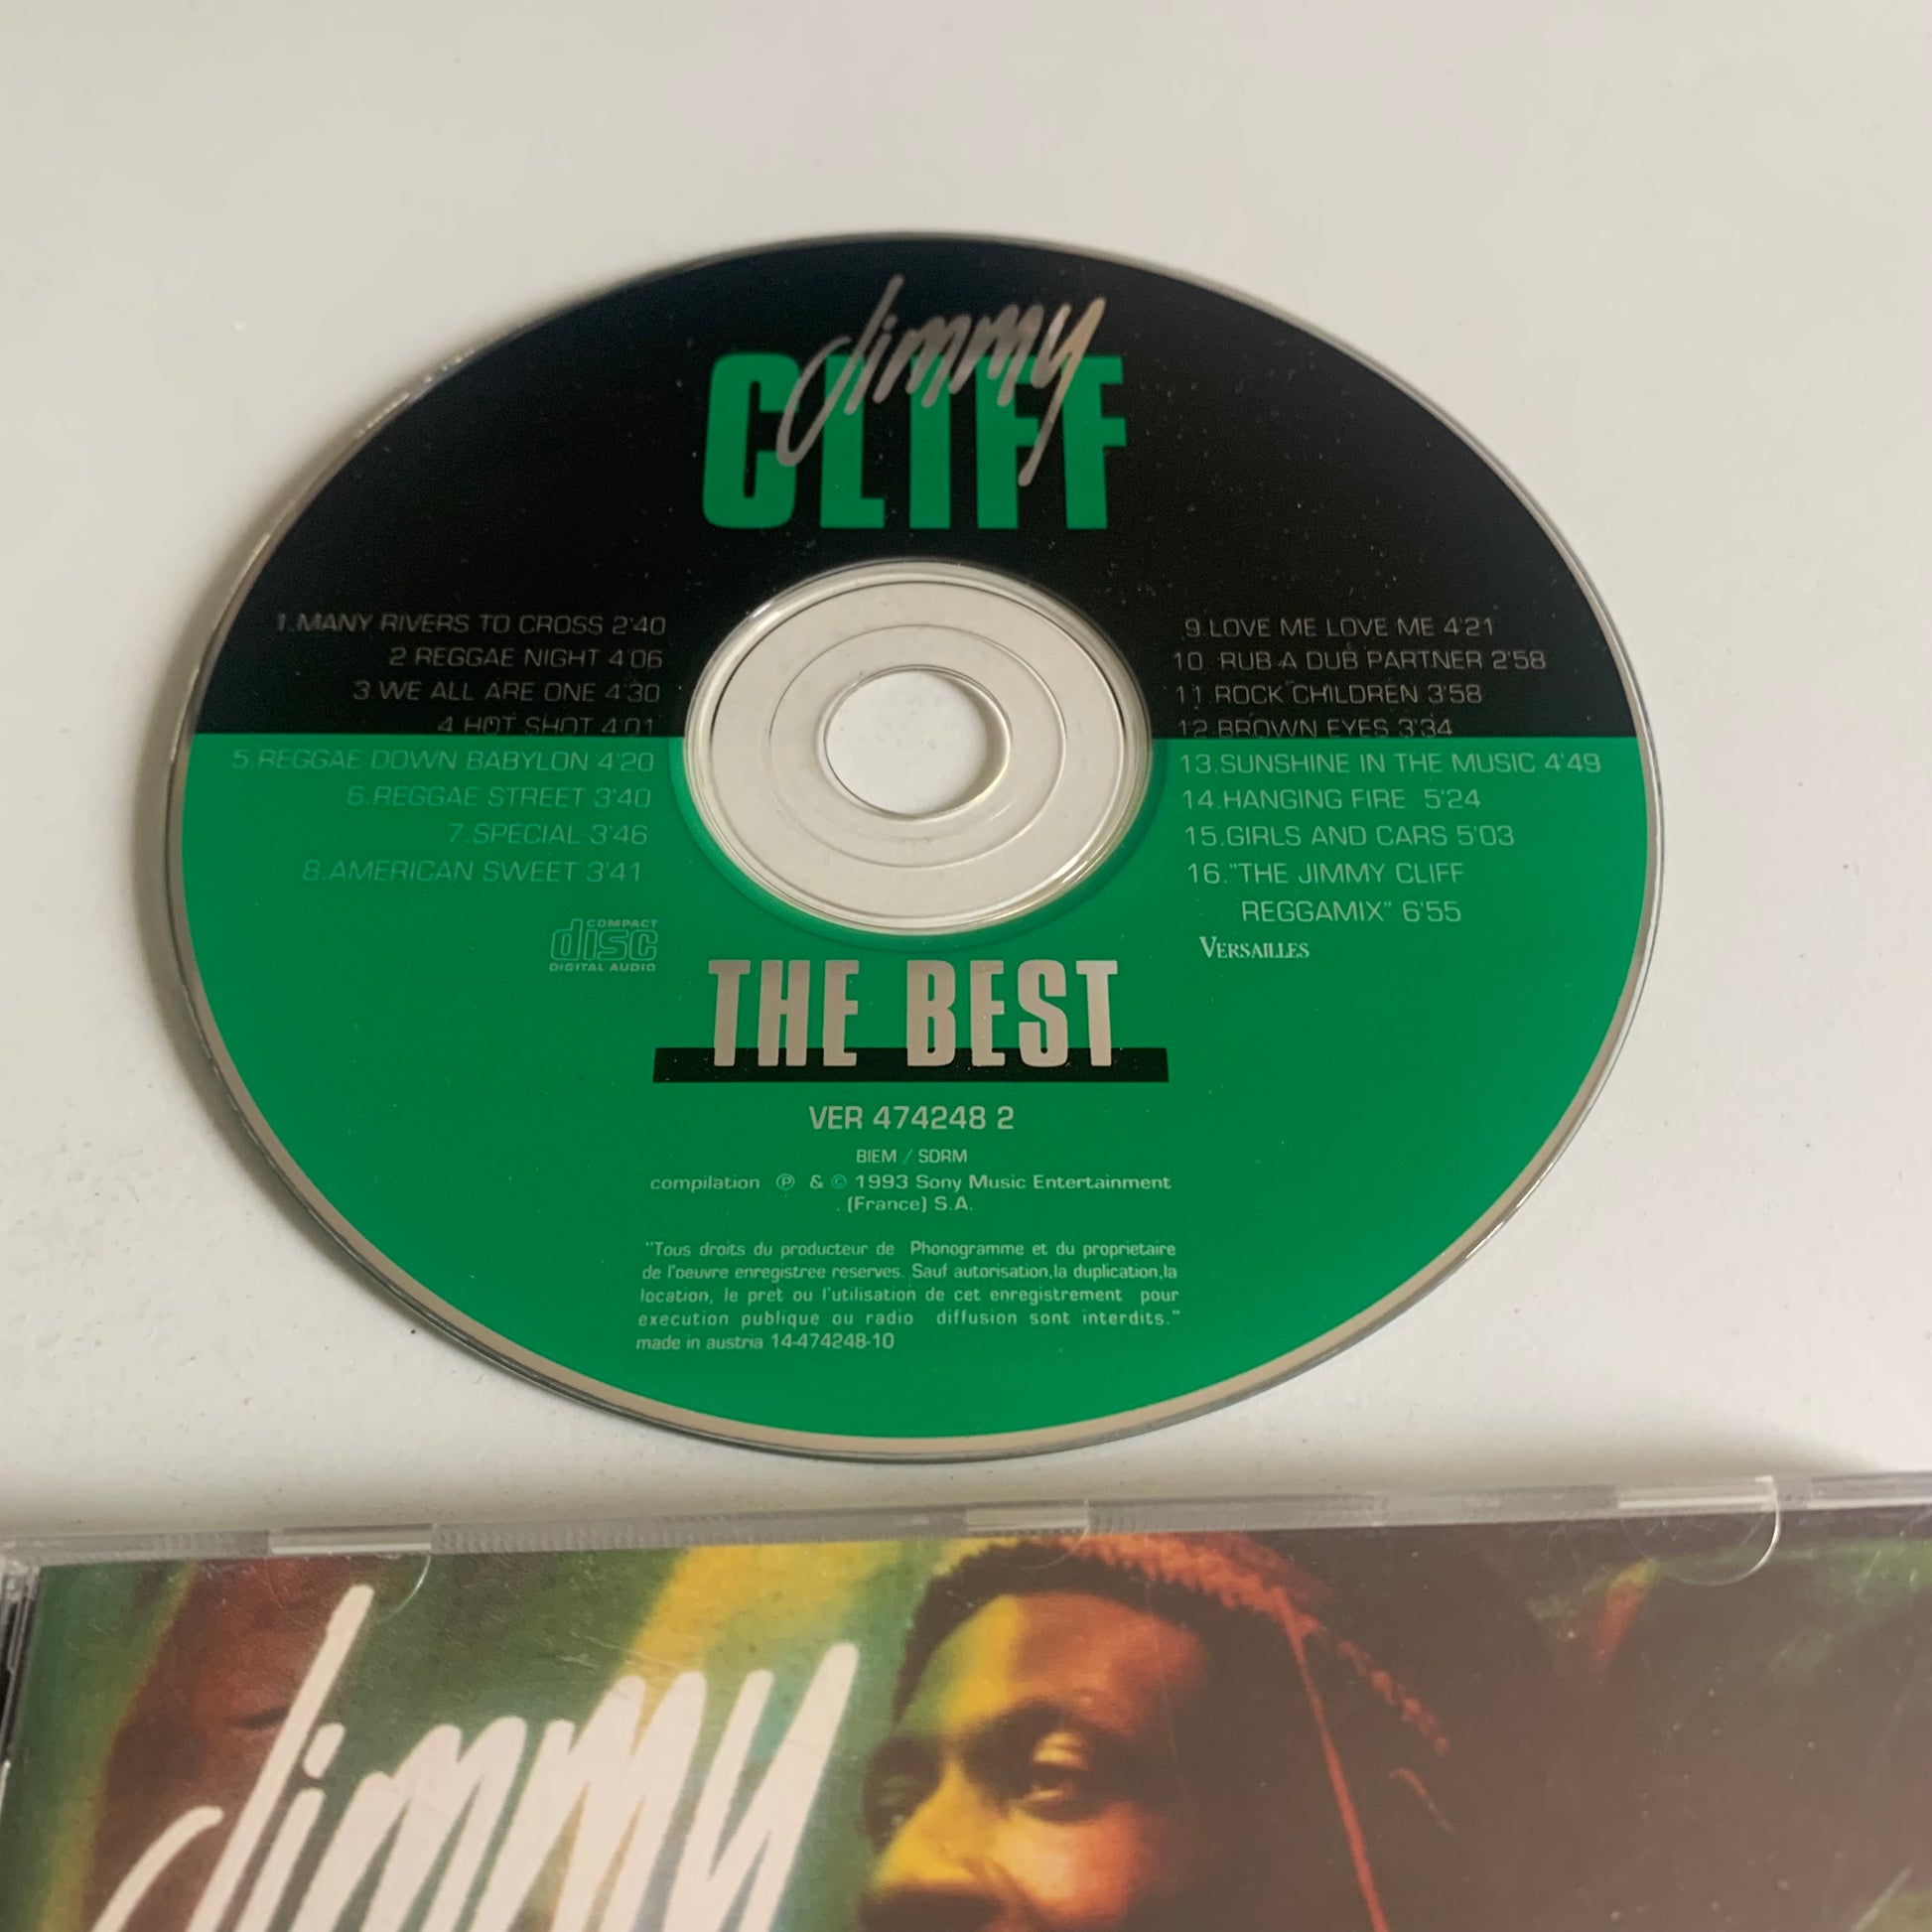 Jimmy
CLIFF
1.MANY RIVERS TO CROSS 2'40
2 REGGAE NIGHT 4'06
3.WE ALL ARE ONE 4'30
4.HOT SHOT 4'01
5.REGGAE DOWN BABYLON 4'20
6.REGGAE STREET 3'40
7.SPECIAL 3'46
8.AMERICAN SWEET 3'41
9.LOVE ME LOVE ME 4'21
10 RUB A DUB PARTNER 2'58
11 ROCK CHILDREN 3'58
12.BROWN EYES 3'34
13.SUNSHINE IN THE MUSIC 4'49
14.HANGING FIRE 5'24
15.GIRLS AND CARS 5'03
16."THE JIMMY CLIFF
REGGAMIX" 6'55
COMPACT
disc
DIGITAL AUDIO
VERSAILLES
THE BEST
VER 474248 2
BIEM / SDRM
compilation ℗ & © 1993 Sony Music Entertainment
(France) S.A.
"Tous droits du producteur de Phonogramme et du proprietaire
de l'oeuvre enregistree reserves. Sauf autorisation,la duplication,la
location, le pret ou l'utilisation de cet enregistrement pour
execution publique ou radio diffusion sont interdits."
made in austria 14-474248-10
Jimmy